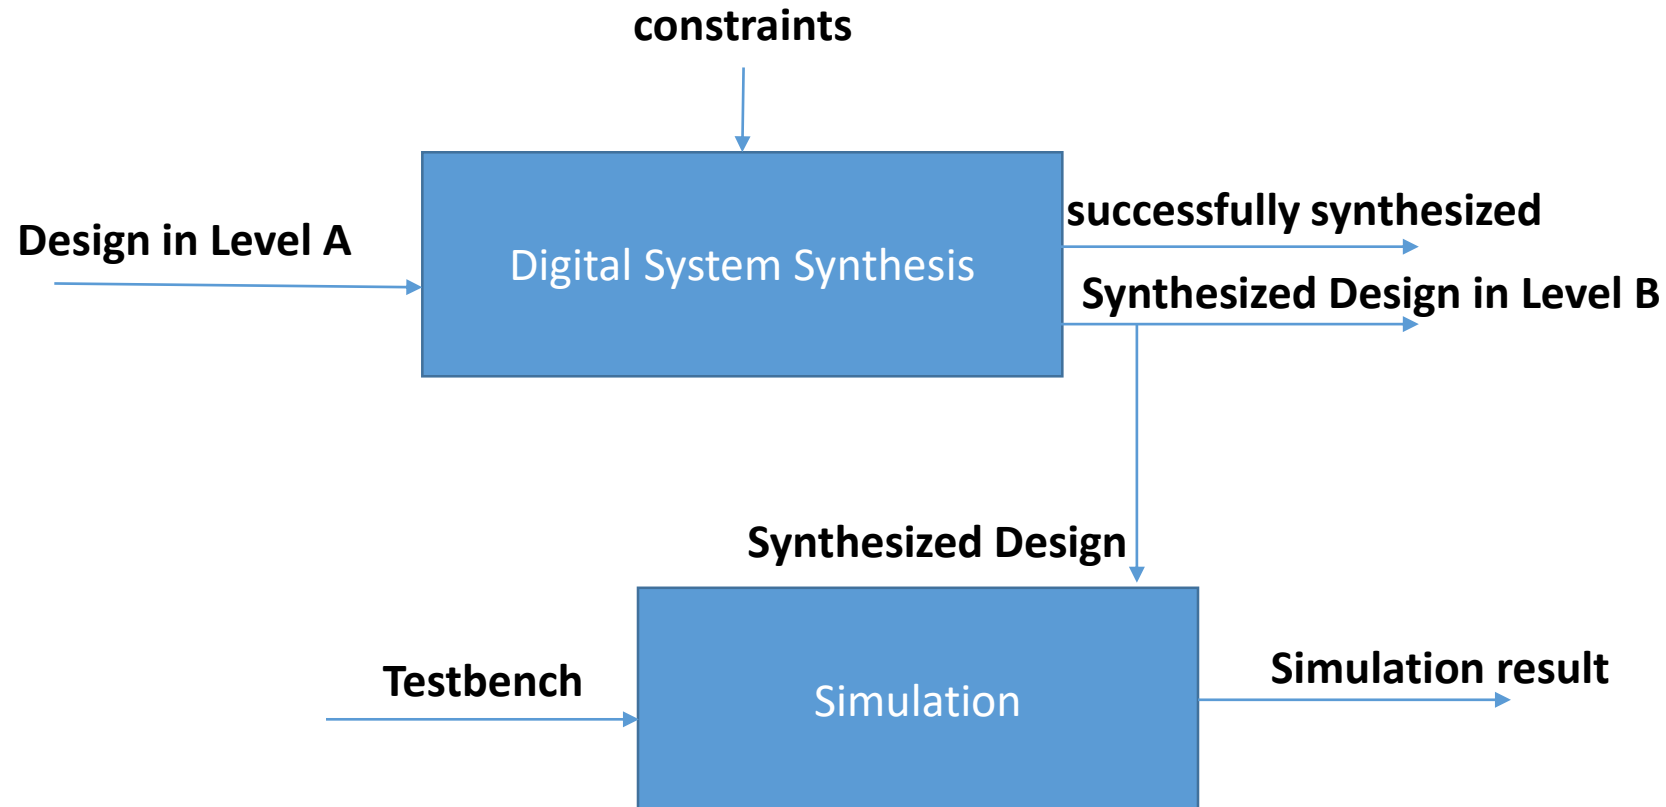 constraints
successfully synthesized
Design in Level A
Digital System Synthesis
Synthesized Design in Level B
Synthesized Design
Testbench
Simulation
Simulation result